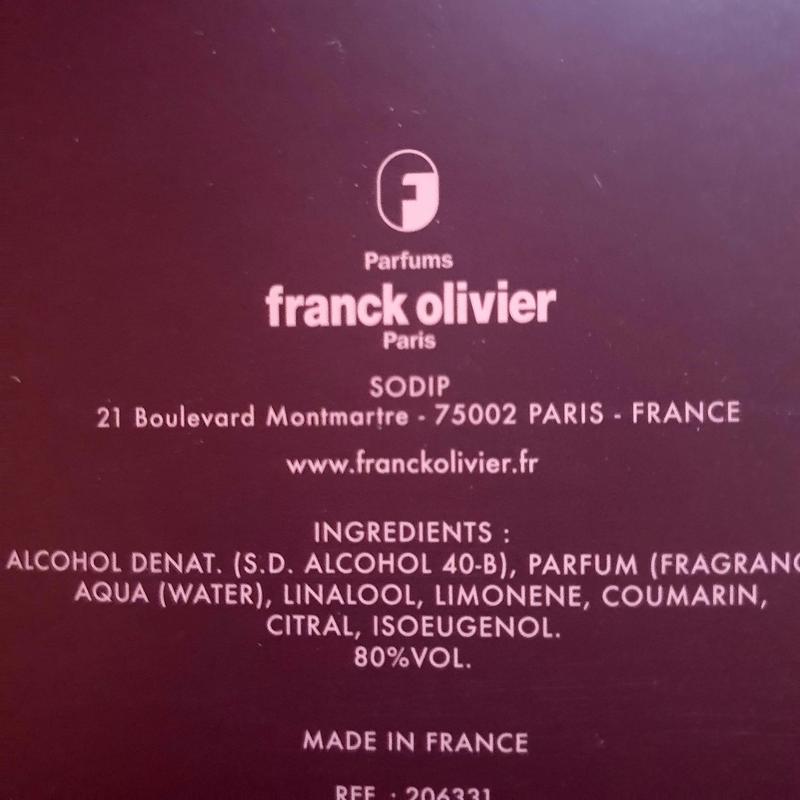 F
Parfums
franck olivier
Paris
SODIP
21 Boulevard Montmartre - 75002 PARIS - FRANCE
www.franckolivier.fr
INGREDIENTS :
ALCOHOL DENAT. (S.D. ALCOHOL 40-B), PARFUM (FRAGRANC
AQUA (WATER), LINALOOL, LIMONENE, COUMARIN,
CITRAL, ISOEUGENOL.
80%VOL.
MADE IN FRANCE
REF. : 206331